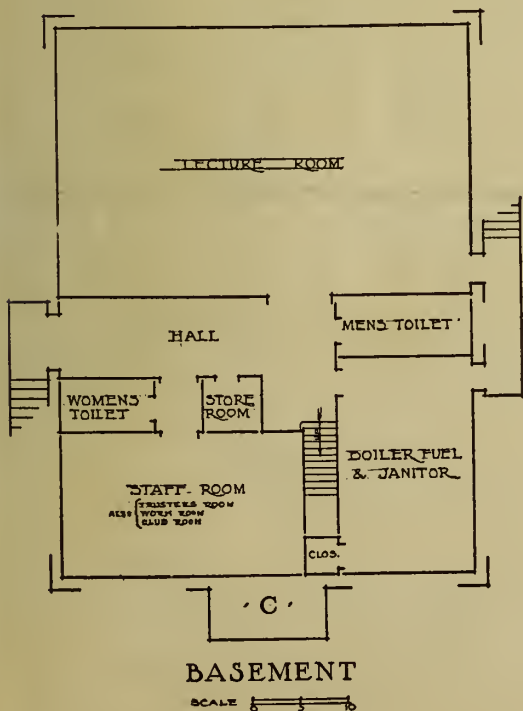 LECTURE ROOM
HALL
MENS TOILET
WOMENS
TOILET
STORE
ROOM
BOILER FUEL
& JANITOR
UP
STAFF - ROOM
ALSO
TRUSTEES ROOM
WORK ROOM
CLUB ROOM
CLOS.
' C '
BASEMENT
SCALE
0 5 10